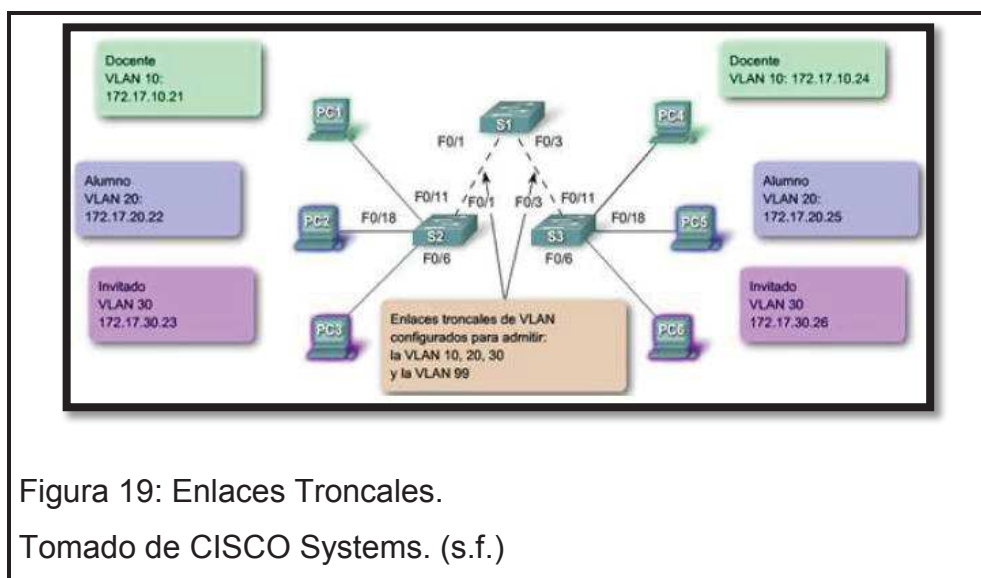 Docente
VLAN 10:
172.17.10.21
Docente
VLAN 10: 172.17.10.24
PC1
S1
PC4
F0/1
F0/3
Alumno
VLAN 20:
172.17.20.22
Alumno
VLAN 20:
172.17.20.25
PC2
F0/18
F0/11
F0/1
F0/3
F0/11
F0/18
PC5
S2
S3
F0/6
F0/6
Invitado
VLAN 30
172.17.30.23
Invitado
VLAN 30
172.17.30.26
PC3
PC6
Enlaces troncales de VLAN
configurados para admitir:
la VLAN 10, 20, 30
y la VLAN 99
Figura 19: Enlaces Troncales.
Tomado de CISCO Systems. (s.f.)